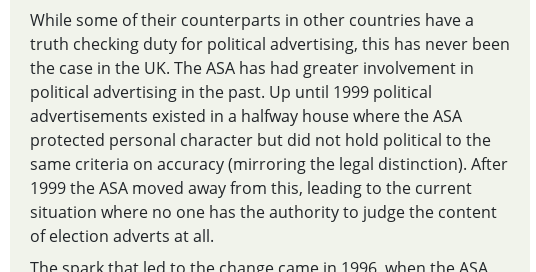 While some of their counterparts in other countries have a
truth checking duty for political advertising, this has never been
the case in the UK. The ASA has had greater involvement in
political advertising in the past. Up until 1999 political
advertisements existed in a halfway house where the ASA
protected personal character but did not hold political to the
same criteria on accuracy (mirroring the legal distinction). After
1999 the ASA moved away from this, leading to the current
situation where no one has the authority to judge the content
of election adverts at all.
The spark that led to the change came in 1996, when the ASA